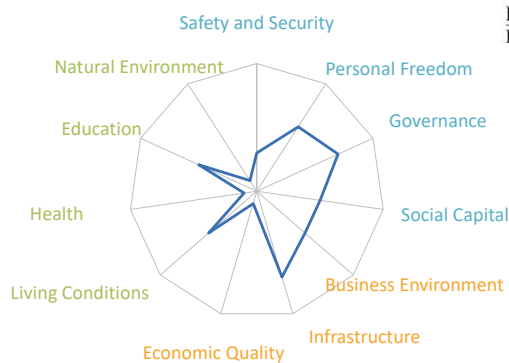 Safety and Security
Natural Environment
Personal Freedom
Education
Governance
Health
Social Capital
Living Conditions
Business Environment
Infrastructure
Economic Quality